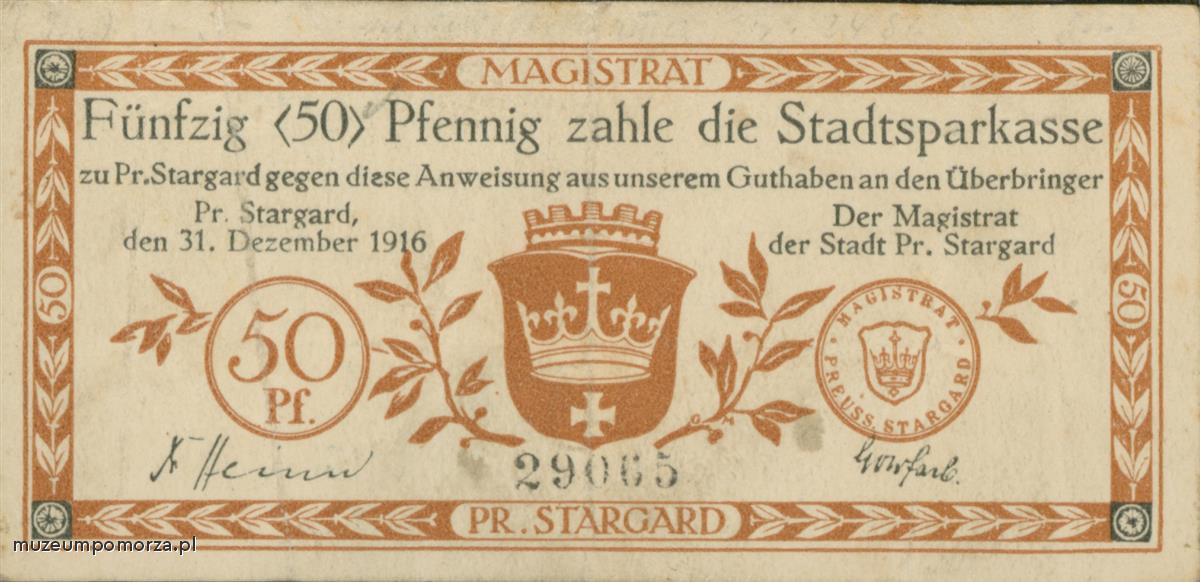 MAGISTRAT
Fünfzig <50> Pfennig zahle die Stadtsparkasse
zu Pr. Stargard gegen diese Anweisung aus unserem Guthaben an den Überbringer
Pr. Stargard,
den 31. Dezember 1916
Der Magistrat
der Stadt Pr. Stargard
50
50
50
Pf.
MAGISTRAT
PREUSS. STARGARD
G M
29065
PR. STARGARD
muzeumpomorza.pl